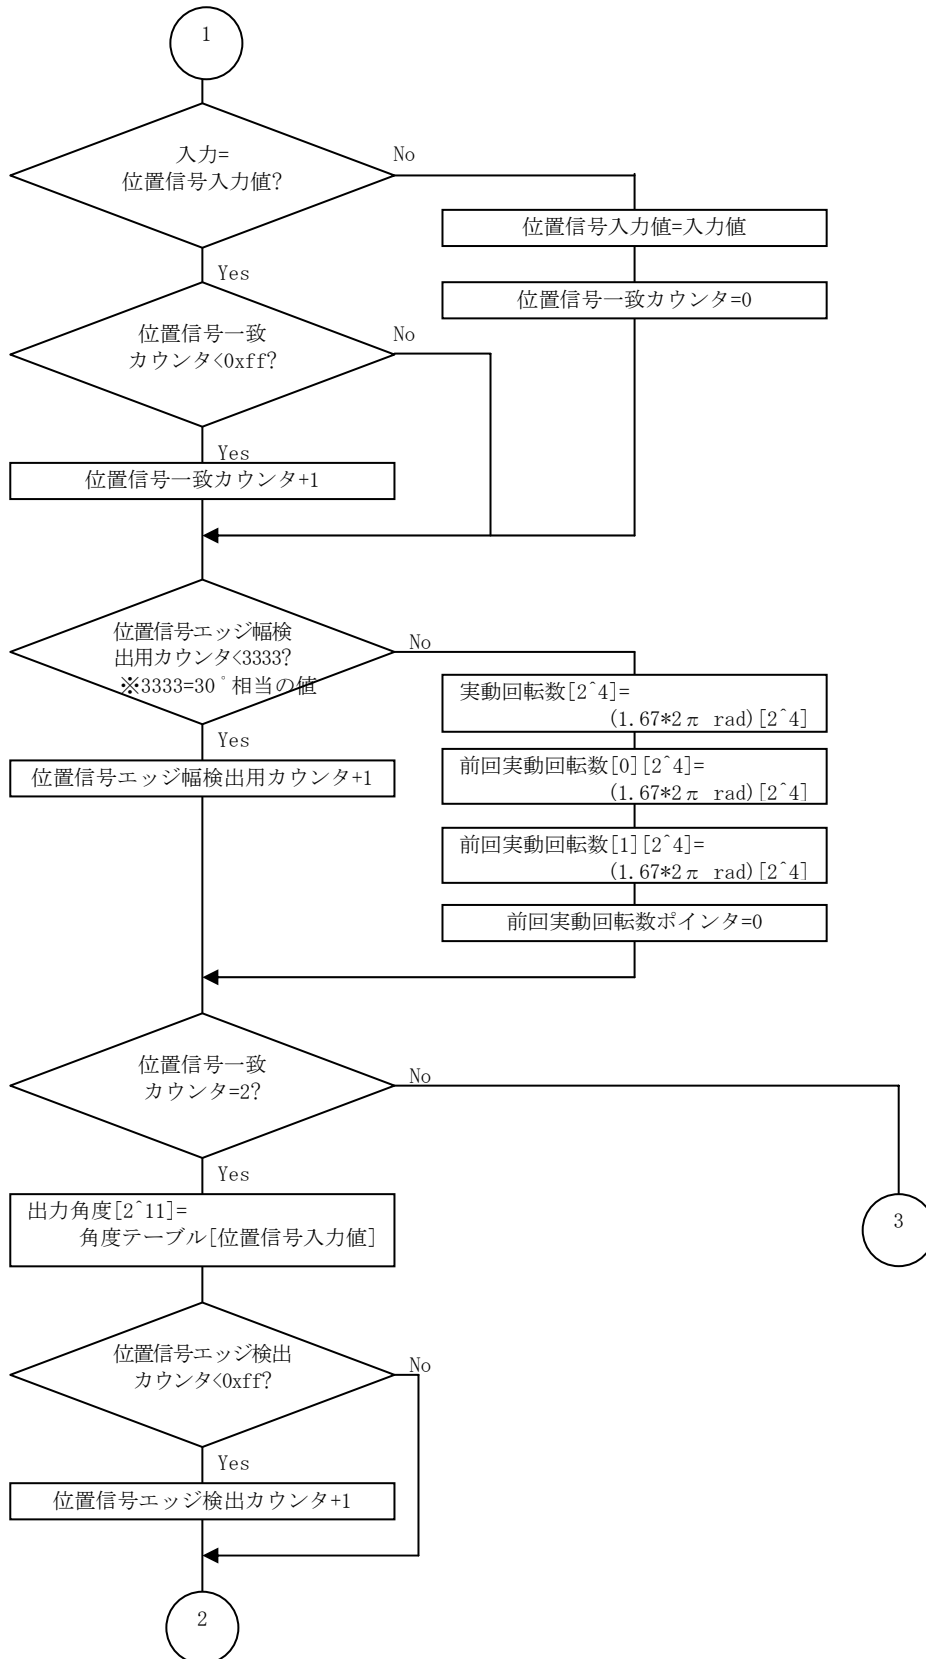 1
入力=
位置信号入力値?
No
位置信号入力値=入力値
Yes
位置信号一致カウンタ=0
位置信号一致
カウンタ<0xff?
No
Yes
位置信号一致カウンタ+1
位置信号エッジ幅検
出用カウンタ<3333?
※3333=30°相当の値
No
実動回転数[2^4]=
(1.67*2π rad)[2^4]
Yes
前回実動回転数[0][2^4]=
(1.67*2π rad)[2^4]
位置信号エッジ幅検出用カウンタ+1
前回実動回転数[1][2^4]=
(1.67*2π rad)[2^4]
前回実動回転数ポインタ=0
位置信号一致
カウンタ=2?
No
Yes
出力角度[2^11]=
角度テーブル[位置信号入力値]
3
位置信号エッジ検出
カウンタ<0xff?
No
Yes
位置信号エッジ検出カウンタ+1
2